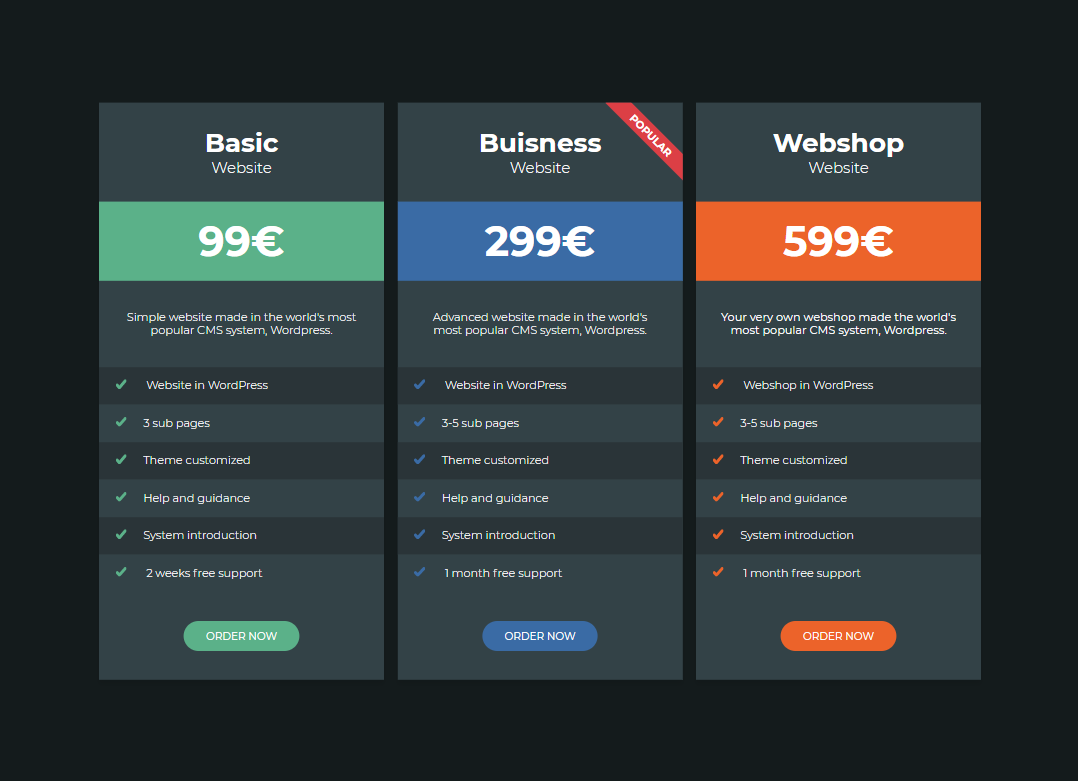 Basic
Website
99€
Simple website made in the world's most
popular CMS system, Wordpress.
Website in WordPress
3 sub pages
Theme customized
Help and guidance
System introduction
2 weeks free support
ORDER NOW
Buisness
Website
POPULAR
299€
Advanced website made in the world's
most popular CMS system, Wordpress.
Website in WordPress
3-5 sub pages
Theme customized
Help and guidance
System introduction
1 month free support
ORDER NOW
Webshop
Website
599€
Your very own webshop made the world's
most popular CMS system, Wordpress.
Webshop in WordPress
3-5 sub pages
Theme customized
Help and guidance
System introduction
1 month free support
ORDER NOW